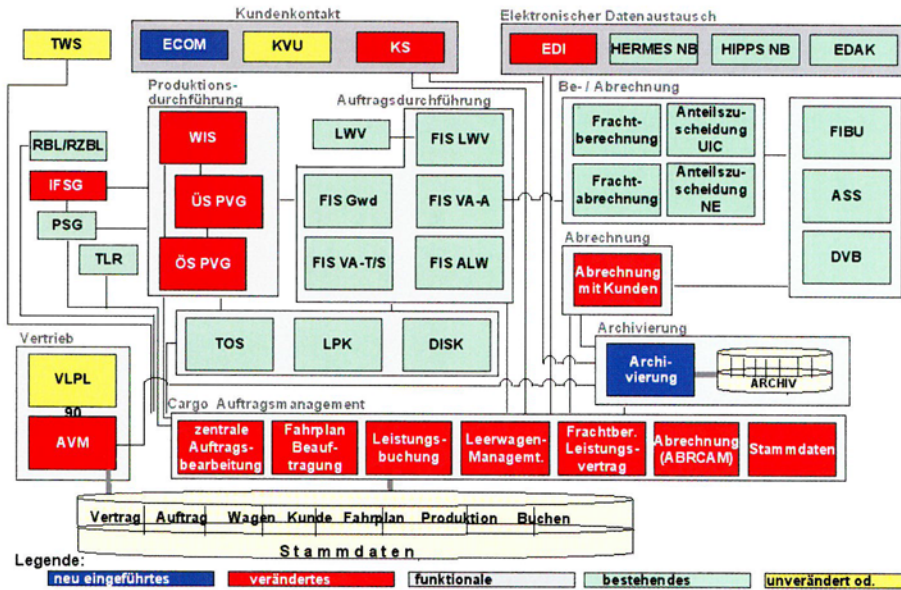 Kundenkontakt
Elektronischer Datenaustausch
TWS
ECOM
KVU
KS
EDI
HERMES NB
HIPPS NB
EDAK
Produktions-
durchführung
Auftragsdurchführung
Be- / Abrechnung
WIS
ÜS PVG
ÖS PVG
RBL/RZBL
IFSG
PSG
TLR
LWV
FIS LWV
FIS Gwd
FIS VA-A
FIS VA-T/S
FIS ALW
Fracht-
berechnung
Anteilszu-
scheidung
UIC
Fracht-
abrechnung
Anteilszu-
scheidung
NE
FIBU
ASS
DVB
Abrechnung
Abrechnung
mit Kunden
TOS
LPK
DISK
Archivierung
Archi-
vierung
ARCHIV
Vertrieb
VLPL
90
AVM
Cargo Auftragsmanagement
zentrale
Auftrags-
bearbeitung
Fahrplan
Beauf-
tragung
Leistungs-
buchung
Leerwagen-
Managemt.
Frachtber.
Leistungs-
vertrag
Abrechnung
(ABRCAM)
Stammdaten
Vertrag Auftrag Wagen Kunde Fahrplan Produktion Buchen
Stammdaten
Legende:
neu eingeführtes
verändertes
funktionale
bestehendes
unverändert od.